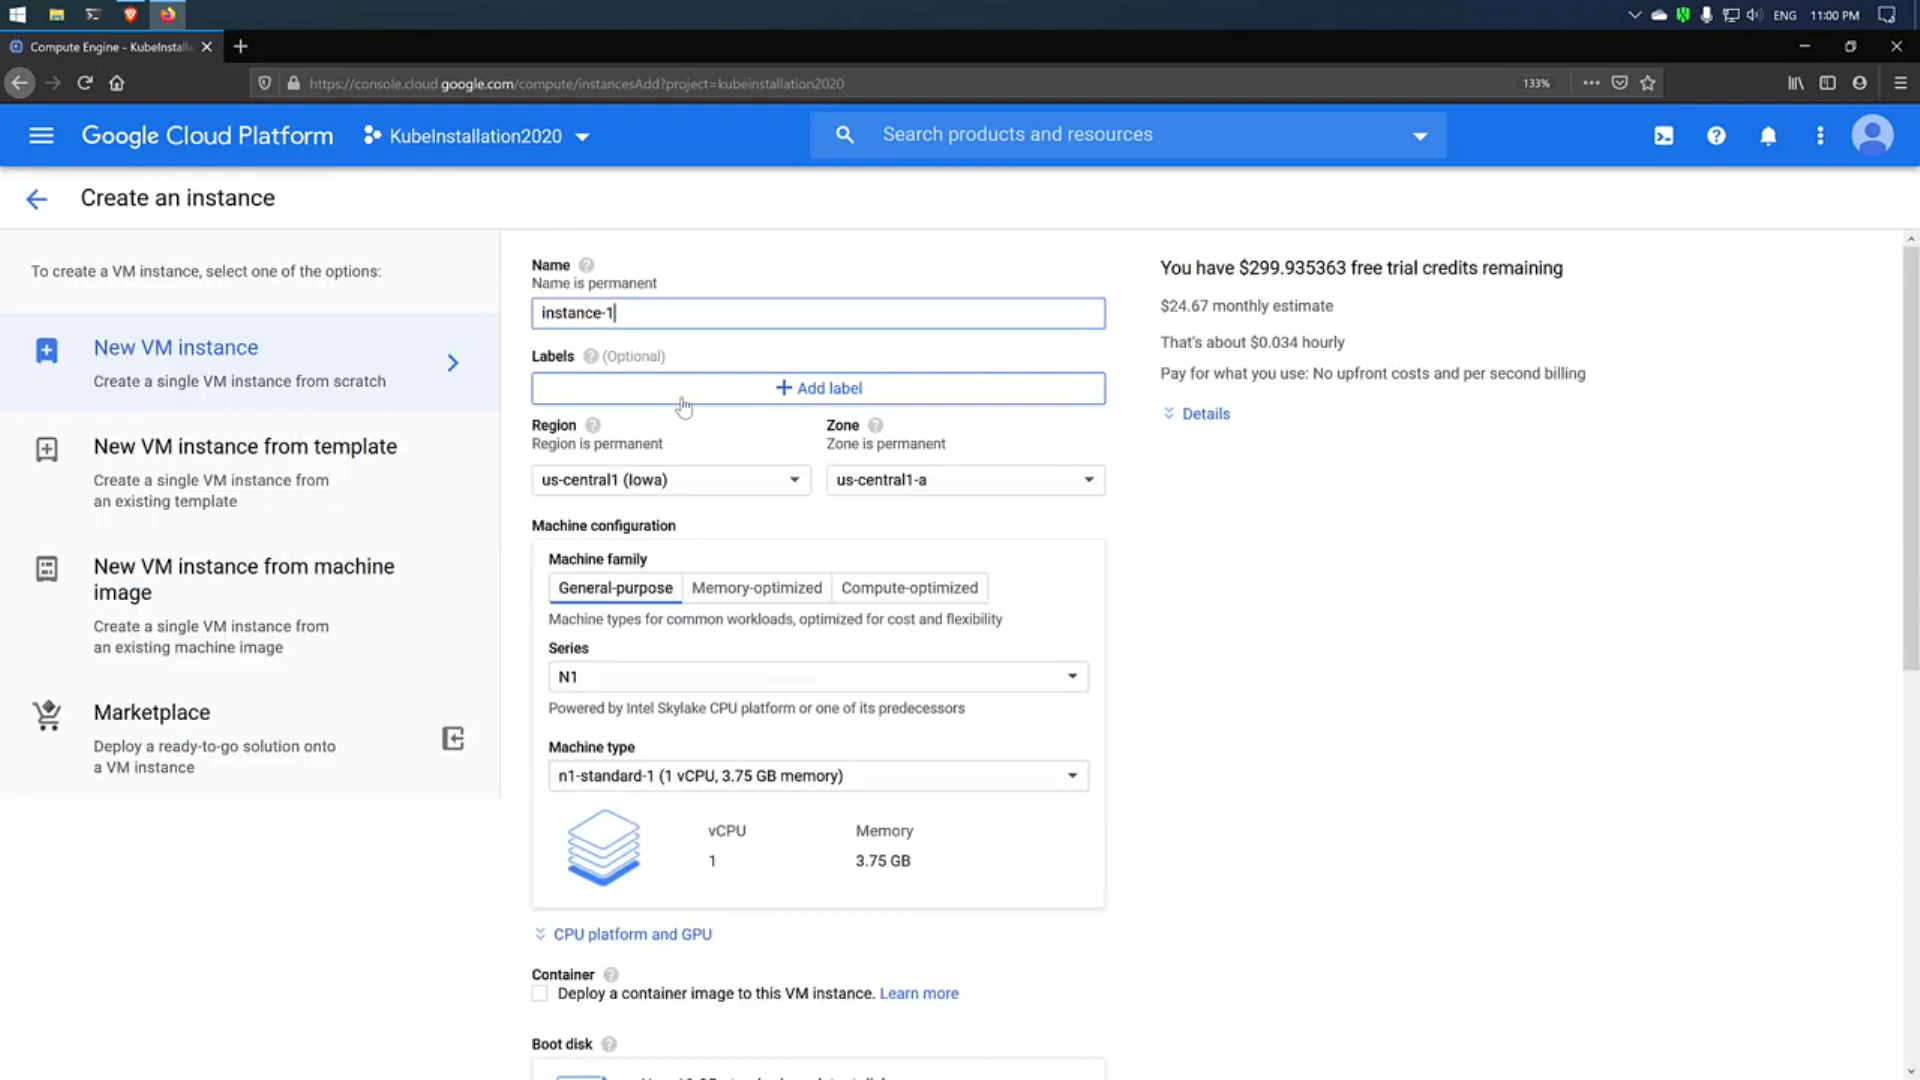 ENG 11:00 PM
Compute Engine - KubeInstalla
https://console.cloud.google.com/compute/instancesAdd?project=kubeinstallation2020
133%
Google Cloud Platform
KubeInstallation2020
Search products and resources
Create an instance
To create a VM instance, select one of the options:
New VM instance
Create a single VM instance from scratch
New VM instance from template
Create a single VM instance from
an existing template
New VM instance from machine
image
Create a single VM instance from
an existing machine image
Marketplace
Deploy a ready-to-go solution onto
a VM instance
Name
Name is permanent
instance-1
Labels (Optional)
Add label
Region
Region is permanent
us-central1 (Iowa)
Zone
Zone is permanent
us-central1-a
Machine configuration
Machine family
General-purpose Memory-optimized Compute-optimized
Machine types for common workloads, optimized for cost and flexibility
Series
N1
Powered by Intel Skylake CPU platform or one of its predecessors
Machine type
n1-standard-1 (1 vCPU, 3.75 GB memory)
vCPU
1
Memory
3.75 GB
CPU platform and GPU
Container
Deploy a container image to this VM instance. Learn more
Boot disk
You have $299.935363 free trial credits remaining
$24.67 monthly estimate
That's about $0.034 hourly
Pay for what you use: No upfront costs and per second billing
Details